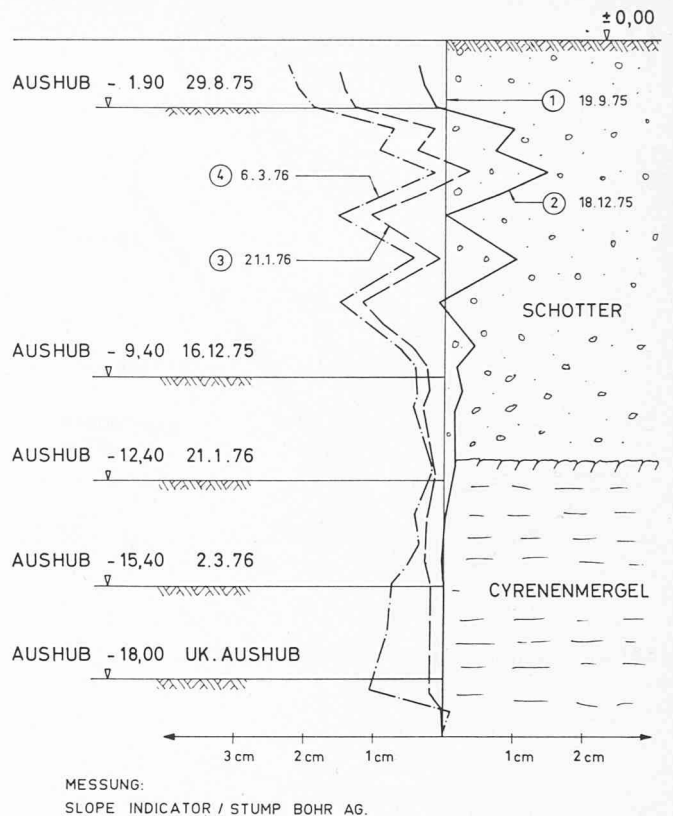 ± 0,00
AUSHUB - 1.90 29.8.75
1 19.9.75
4 6.3.76
2 18.12.75
3 21.1.76
SCHOTTER
AUSHUB - 9,40 16.12.75
AUSHUB - 12,40 21.1.76
AUSHUB - 15,40 2.3.76
CYRENENMERGEL
AUSHUB - 18,00 UK. AUSHUB
3 cm 2 cm 1 cm 1 cm 2 cm
MESSUNG:
SLOPE INDICATOR / STUMP BOHR AG.